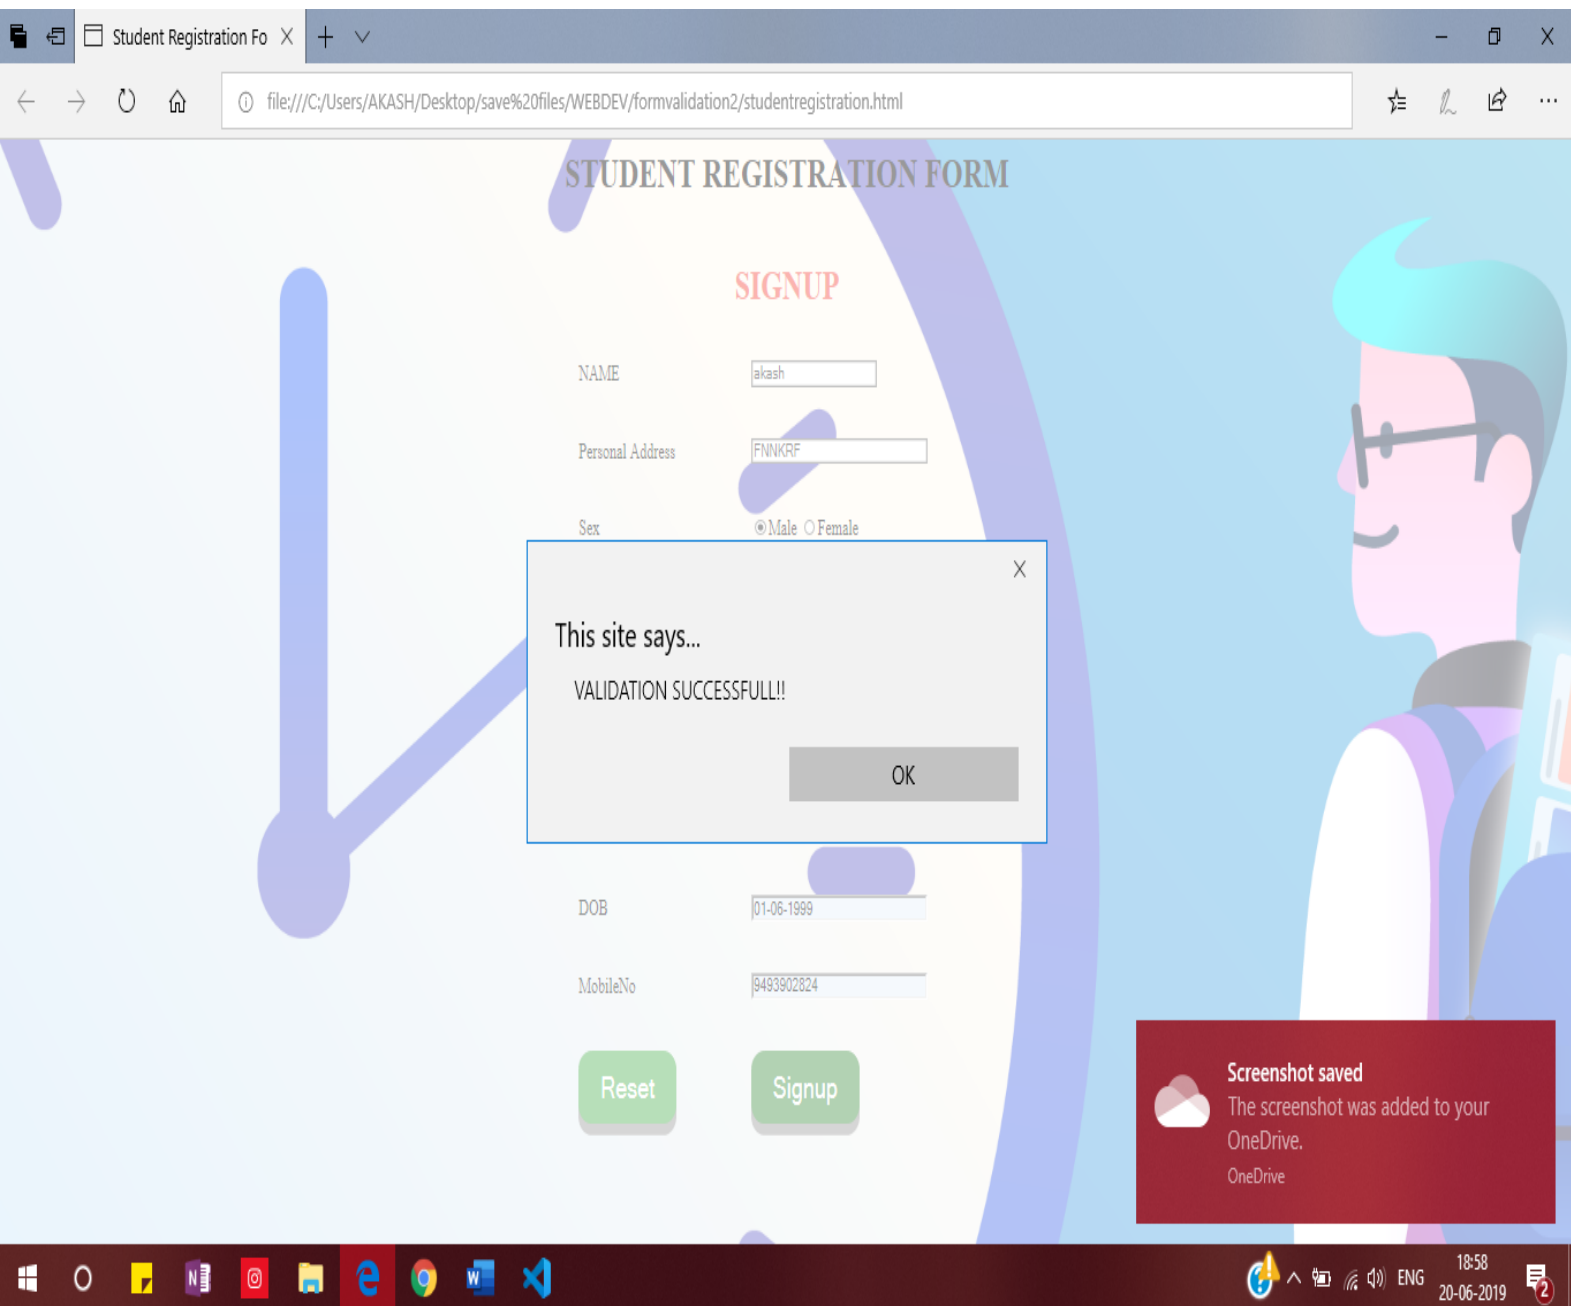 Student Registration Fo
file:///C:/Users/AKASH/Desktop/save%20files/WEBDEV/formvalidation2/studentregistration.html
STUDENT REGISTRATION FORM
SIGNUP
NAME akash
Personal Address FNNKRF
Sex Male Female
This site says...
VALIDATION SUCCESSFULL!!
OK
DOB 01-06-1999
MobileNo 9493902824
Reset Signup
Screenshot saved
The screenshot was added to your
OneDrive.
OneDrive
ENG 18:58
20-06-2019
2